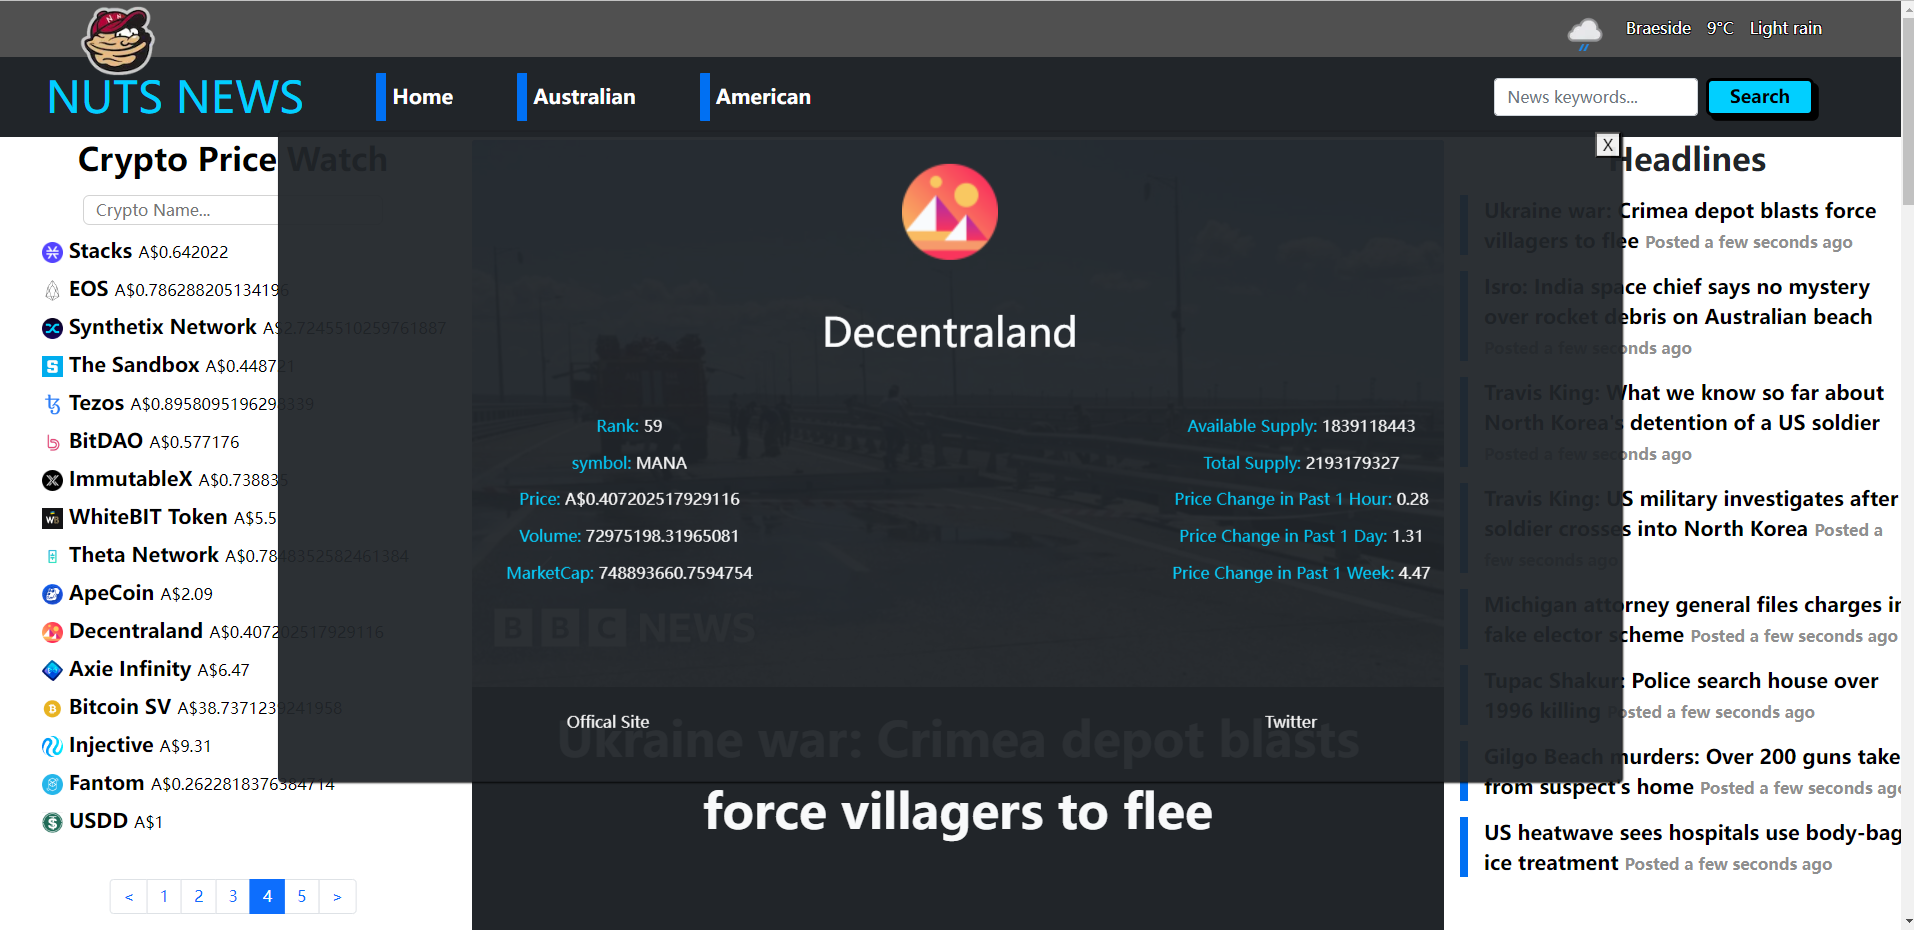 Braeside 9°C Light rain
NUTS NEWS
Home
Australian
American
News keywords...
Search
Crypto Price Watch
Crypto Name...
Stacks A$0.642022
EOS A$0.786288205134196
Synthetix Network A$2.7245510259761887
The Sandbox A$0.448721
Tezos A$0.8958095196298339
BitDAO A$0.577176
ImmutableX A$0.738835
WhiteBIT Token A$5.5
Theta Network A$0.7848352582461384
ApeCoin A$2.09
Decentraland A$0.407202517929116
Axie Infinity A$6.47
Bitcoin SV A$38.7371239241958
Injective A$9.31
Fantom A$0.2622818376384714
USDD A$1
<
1
2
3
4
5
>
X
Decentraland
Rank: 59
symbol: MANA
Price: A$0.407202517929116
Volume: 72975198.31965081
MarketCap: 748893660.7594754
Available Supply: 1839118443
Total Supply: 2193179327
Price Change in Past 1 Hour: 0.28
Price Change in Past 1 Day: 1.31
Price Change in Past 1 Week: 4.47
BBC NEWS
Offical Site
Twitter
Ukraine war: Crimea depot blasts
force villagers to flee
Headlines
Ukraine war: Crimea depot blasts force
villagers to flee Posted a few seconds ago
Isro: India space chief says no mystery
over rocket debris on Australian beach
Posted a few seconds ago
Travis King: What we know so far about
North Korea's detention of a US soldier
Posted a few seconds ago
Travis King: US military investigates after
soldier crosses into North Korea Posted a
few seconds ago
Michigan attorney general files charges in
fake elector scheme Posted a few seconds ago
Tupac Shakur: Police search house over
1996 killing Posted a few seconds ago
Gilgo Beach murders: Over 200 guns take
from suspect's home Posted a few seconds ago
US heatwave sees hospitals use body-bag
ice treatment Posted a few seconds ago